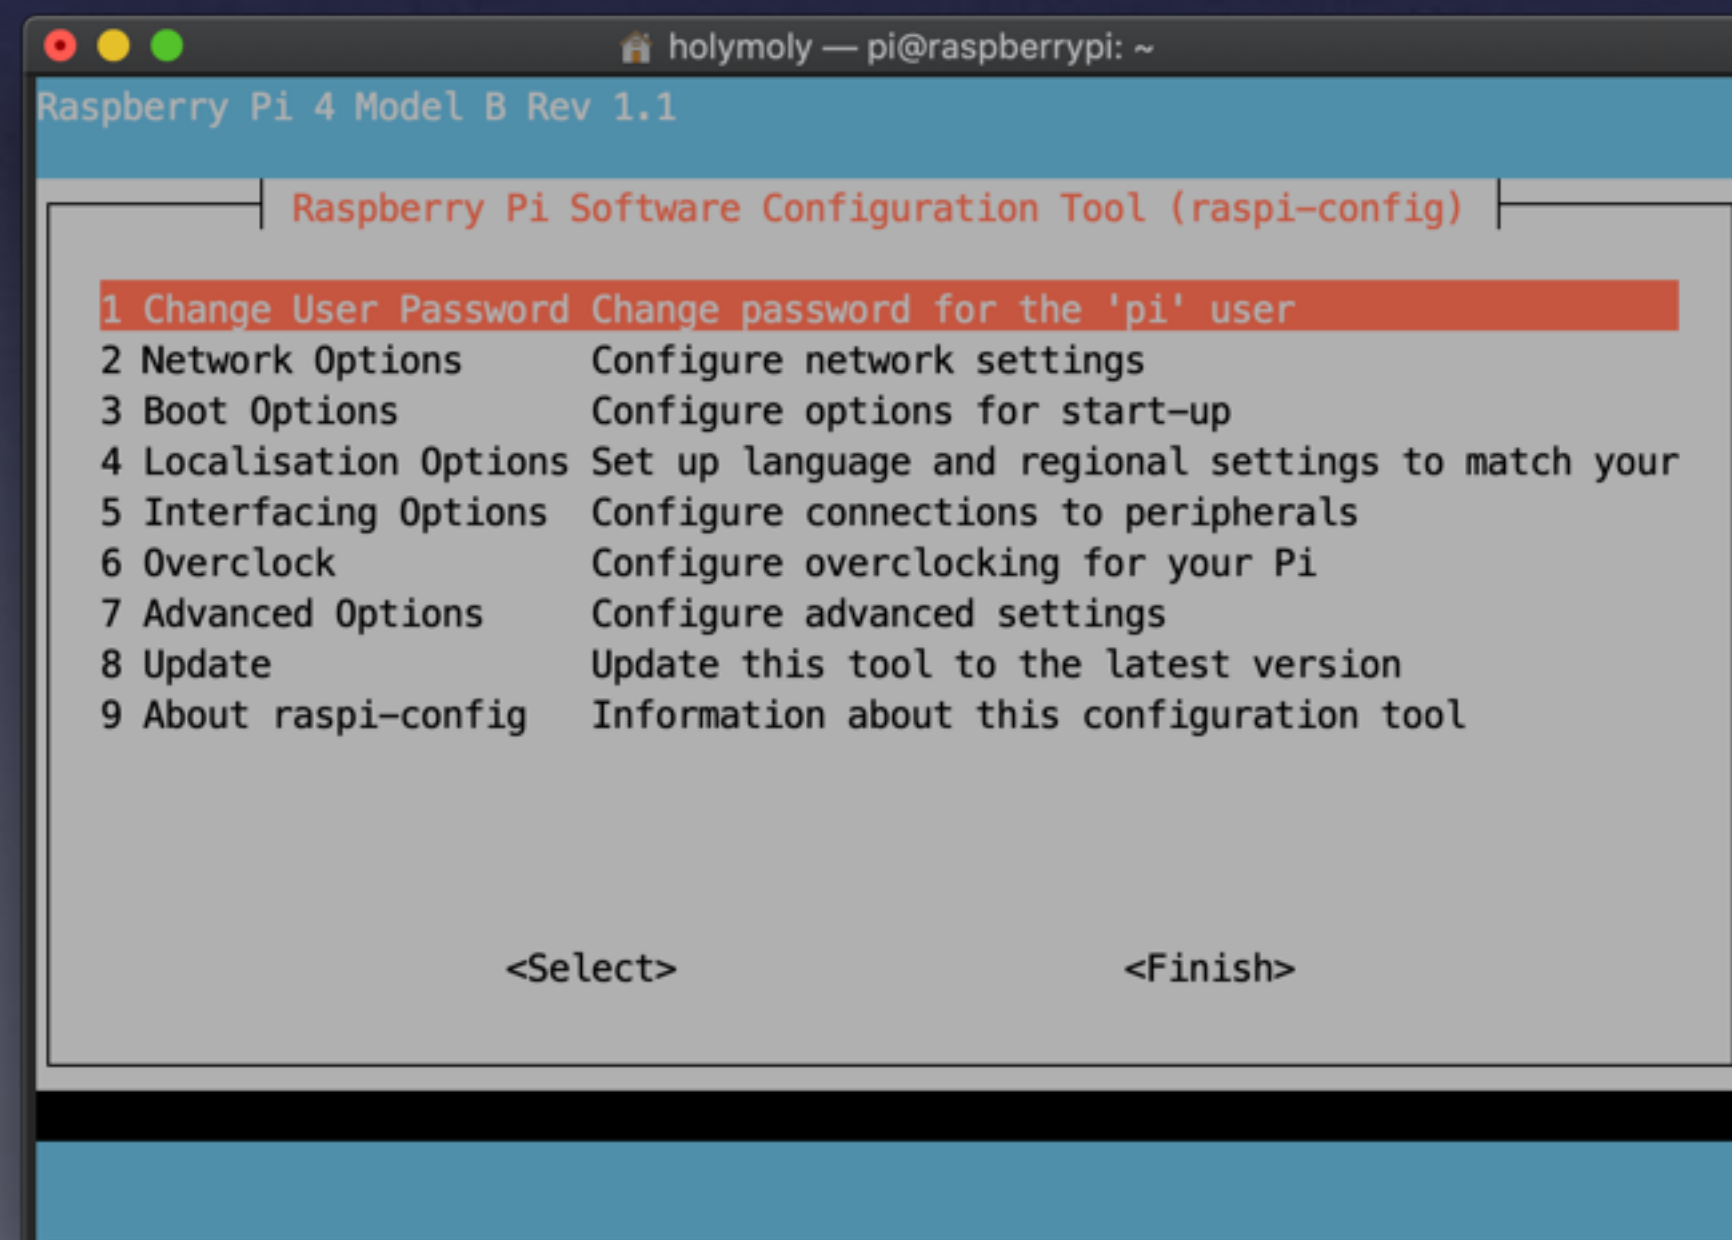 holymoly — pi@raspberrypi: ~
Raspberry Pi 4 Model B Rev 1.1
Raspberry Pi Software Configuration Tool (raspi-config)
1 Change User Password Change password for the 'pi' user
2 Network Options Configure network settings
3 Boot Options Configure options for start-up
4 Localisation Options Set up language and regional settings to match your
5 Interfacing Options Configure connections to peripherals
6 Overclock Configure overclocking for your Pi
7 Advanced Options Configure advanced settings
8 Update Update this tool to the latest version
9 About raspi-config Information about this configuration tool
<Select> <Finish>